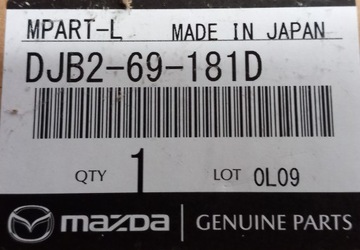 MPART-L MADE IN JAPAN
DJB2-69-181D
QTY 1 LOT 0L09
mazda GENUINE PARTS